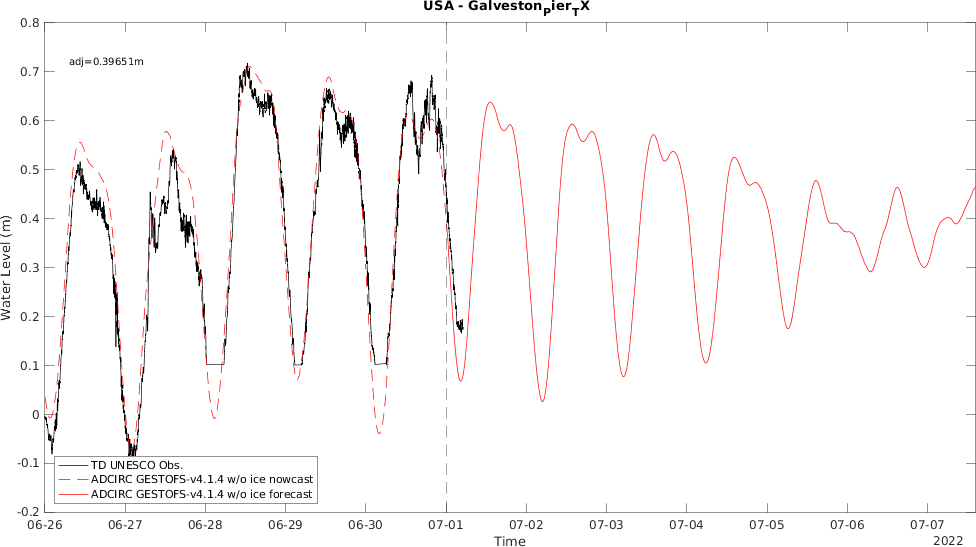 USA - GalvestonPierTX
adj=0.39651m
0.8
0.7
0.6
0.5
0.4
0.3
0.2
0.1
0
-0.1
-0.2
Water Level (m)
TD UNESCO Obs.
ADCIRC GESTOFS-v4.1.4 w/o ice nowcast
ADCIRC GESTOFS-v4.1.4 w/o ice forecast
06-26 06-27 06-28 06-29 06-30 07-01 07-02 07-03 07-04 07-05 07-06 07-07
Time
2022